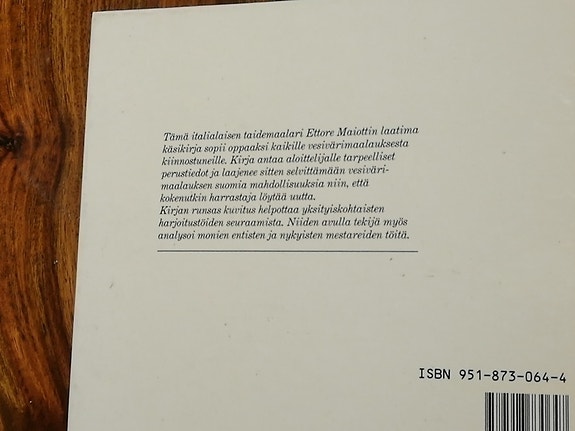 Tämä italialaisen taidemaalari Ettore Maiottin laatima
käsikirja sopii oppaaksi kaikille vesivärimaalauksesta
kiinnostuneille. Kirja antaa aloittelijalle tarpeelliset
perustiedot ja laajenee sitten selvittämään vesiväri-
maalauksen suomia mahdollisuuksia niin, että
kokenutkin harrastaja löytää uutta.
Kirjan runsas kuvitus helpottaa yksityiskohtaisten
harjoitustöiden seuraamista. Niiden avulla tekijä myös
analysoi monien entisten ja nykyisten mestareiden töitä.
ISBN 951-873-064-4